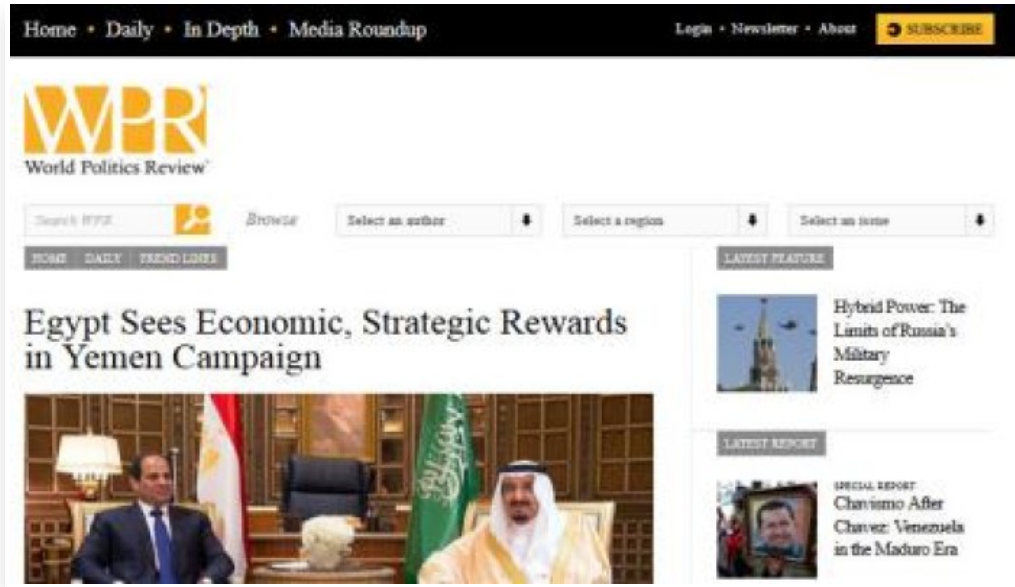 Home • Daily • In Depth • Media Roundup
Login • Newsletter • About
SUBSCRIBE
WPR
World Politics Review
Search WPR
Browse
Select an author
Select a region
Select an issue
HOME DAILY TREND LINES
LATEST FEATURE
Egypt Sees Economic, Strategic Rewards
in Yemen Campaign
Hybrid Power: The
Limits of Russia's
Military
Resurgence
LATEST REPORT
SPECIAL REPORT
Chavismo After
Chavez: Venezuela
in the Maduro Era